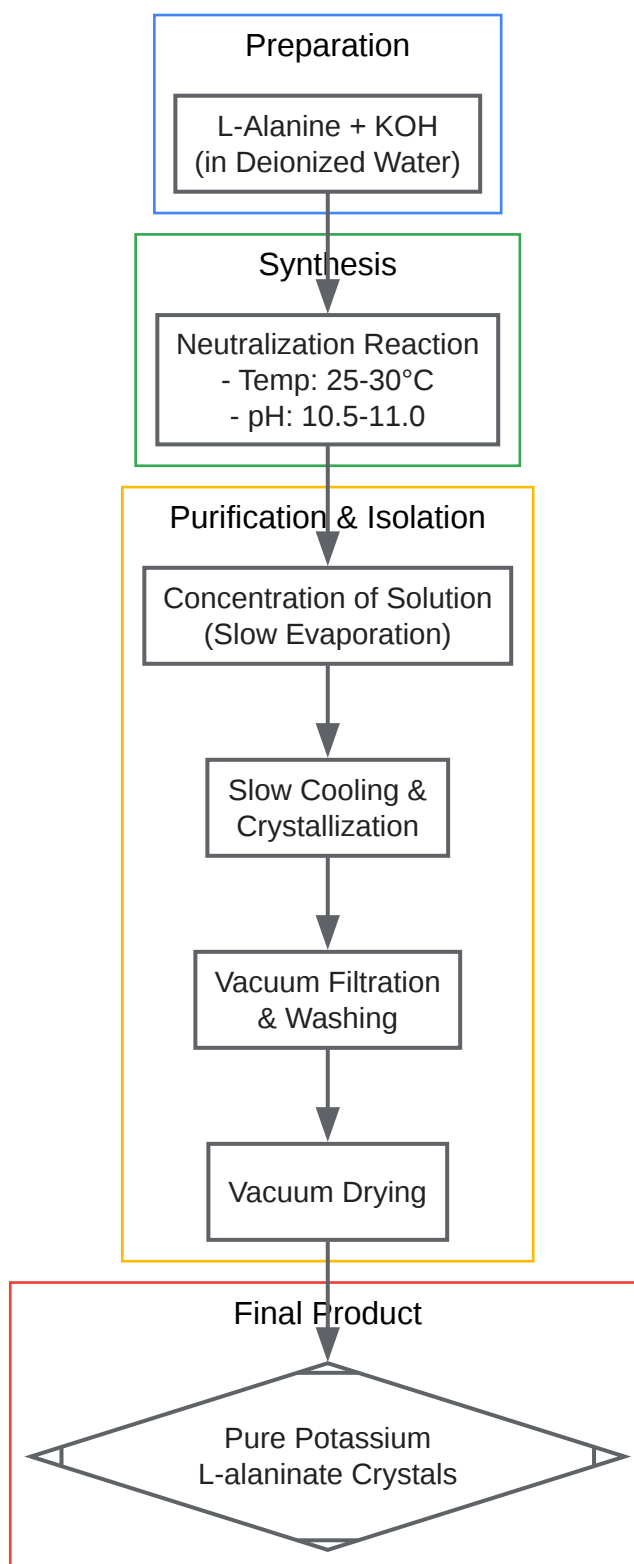 Preparation
L-Alanine + KOH
(in Deionized Water)
Synthesis
Neutralization Reaction
- Temp: 25-30°C
- pH: 10.5-11.0
Purification & Isolation
Concentration of Solution
(Slow Evaporation)
Slow Cooling &
Crystallization
Vacuum Filtration
& Washing
Vacuum Drying
Final Product
Pure Potassium
L-alaninate Crystals